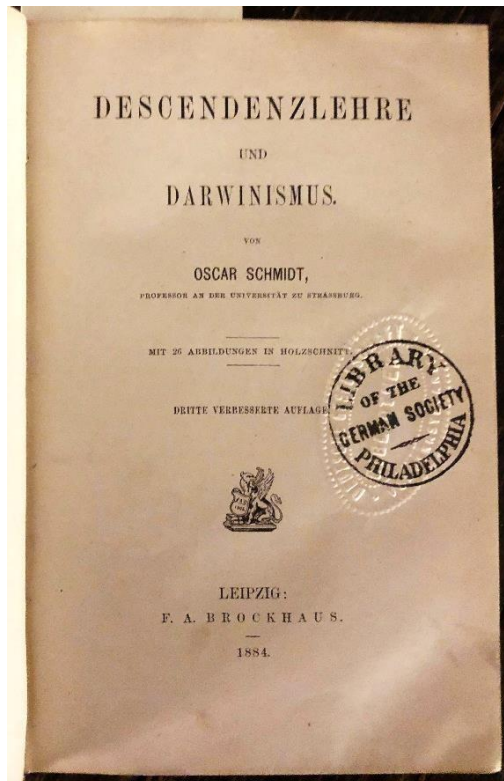 DESCENDENZLEHRE
UND
DARWINISMUS.
VON
OSCAR SCHMIDT,
PROFESSOR AN DER UNIVERSITÄT ZU STRASSBURG.
MIT 26 ABBILDUNGEN IN HOLZSCHNITT.
DRITTE VERBESSERTE AUFLAGE.
LIBRARY
OF THE
GERMAN SOCIETY
PHILADELPHIA
LEIPZIG:
F. A. BROCKHAUS.
1884.